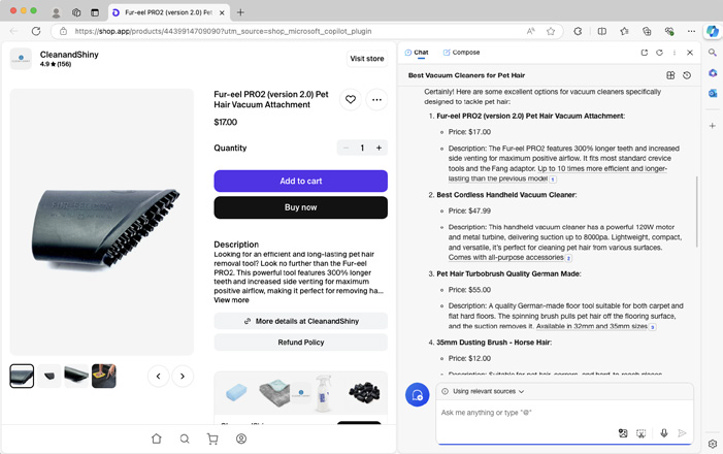 Fur-eel PRO2 (version 2.0) Pet
https://shop.app/products/4439914709090?utm_source=shop_microsoft_copilot_plugin
CleanandShiny
4.9 ★ (156)
Visit store
Fur-eel PRO2 (version 2.0) Pet
Hair Vacuum Attachment
$17.00
Quantity
− 1 +
Add to cart
Buy now
Description
Looking for an efficient and long-lasting pet hair
removal tool? Look no further than the Fur-eel
PRO2. This powerful tool features 300% longer
teeth and increased side venting for maximum
positive airflow, making it perfect for removing ha...
View more
More details at CleanandShiny
Refund Policy
Chat
Compose
Best Vacuum Cleaners for Pet Hair
Certainly! Here are some excellent options for vacuum cleaners specifically
designed to tackle pet hair:
1. Fur-eel PRO2 (version 2.0) Pet Hair Vacuum Attachment:
Price: $17.00
Description: The Fur-eel PRO2 features 300% longer teeth and increased
side venting for maximum positive airflow. It fits most standard crevice
tools and the Fang adaptor. Up to 10 times more efficient and longer-
lasting than the previous model 1
2. Best Cordless Handheld Vacuum Cleaner:
Price: $47.99
Description: This handheld vacuum cleaner has a powerful 120W motor
and metal turbine, delivering suction up to 8000pa. Lightweight, compact,
and versatile, it's perfect for cleaning pet hair from various surfaces.
Comes with all-purpose accessories 2
3. Pet Hair Turbobrush Quality German Made:
Price: $55.00
Description: A quality German-made floor tool suitable for both carpet and
flat hard floors. The spinning brush pulls pet hair off the flooring surface,
and the suction removes it. Available in 32mm and 35mm sizes 3
4. 35mm Dusting Brush - Horse Hair:
Price: $12.00
Using relevant sources
Ask me anything or type "@"